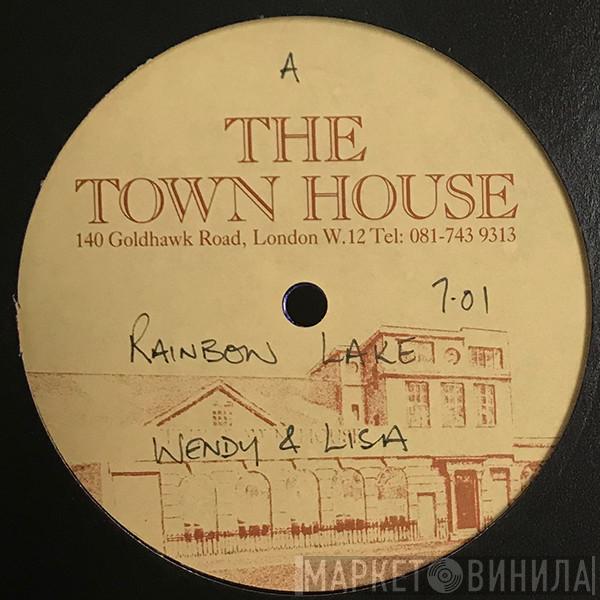 A
THE
TOWN HOUSE
140 Goldhawk Road, London W.12 Tel: 081-743 9313
7.01
RAINBOW LAKE
WENDY & LISA
МАРКЕТ ВИНИЛА